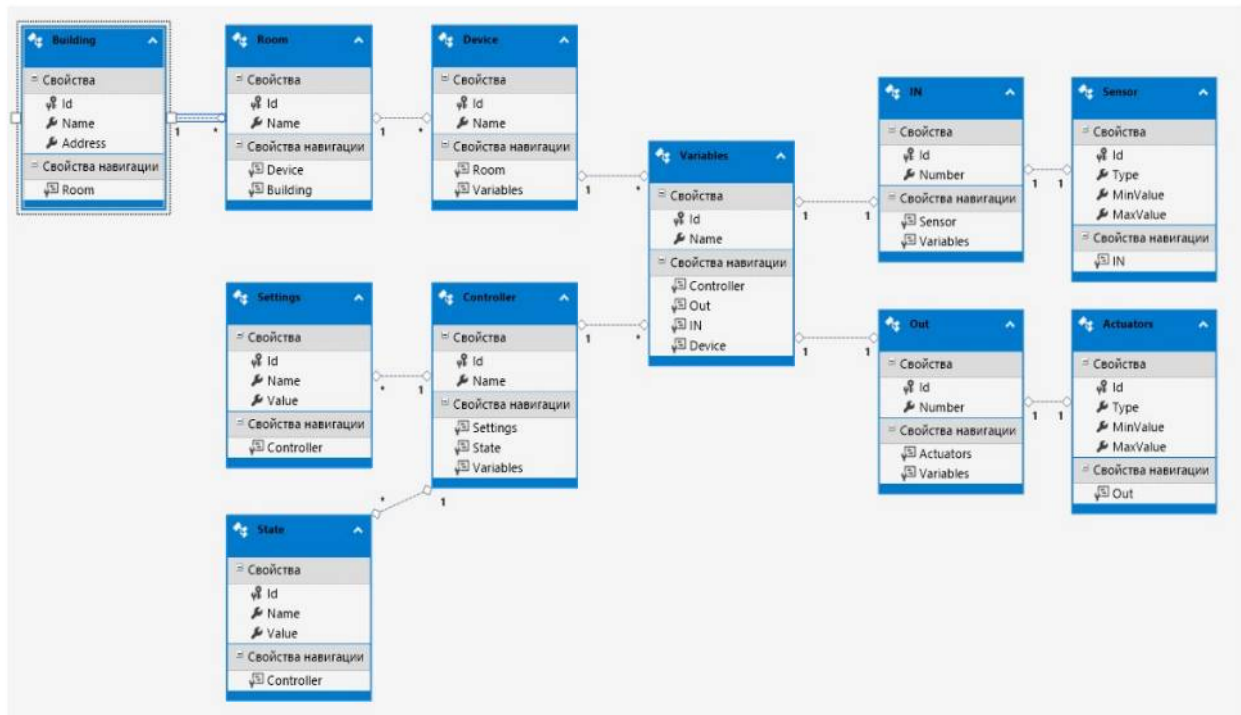 Building
Свойства
Id
Name
Address
Свойства навигации
Room
1
*
Room
Свойства
Id
Name
Свойства навигации
Device
Building
1
*
Device
Свойства
Id
Name
Свойства навигации
Room
Variables
1
*
Variables
Свойства
Id
Name
Свойства навигации
Controller
Out
IN
Device
1
1
1
1
IN
Свойства
Id
Number
Свойства навигации
Sensor
Variables
1
1
Sensor
Свойства
Id
Type
MinValue
MaxValue
Свойства навигации
IN
Settings
Свойства
Id
Name
Value
Свойства навигации
Controller
*
1
Controller
Свойства
Id
Name
Свойства навигации
Settings
State
Variables
1
*
Out
Свойства
Id
Number
Свойства навигации
Actuators
Variables
1
1
Actuators
Свойства
Id
Type
MinValue
MaxValue
Свойства навигации
Out
*
1
State
Свойства
Id
Name
Value
Свойства навигации
Controller